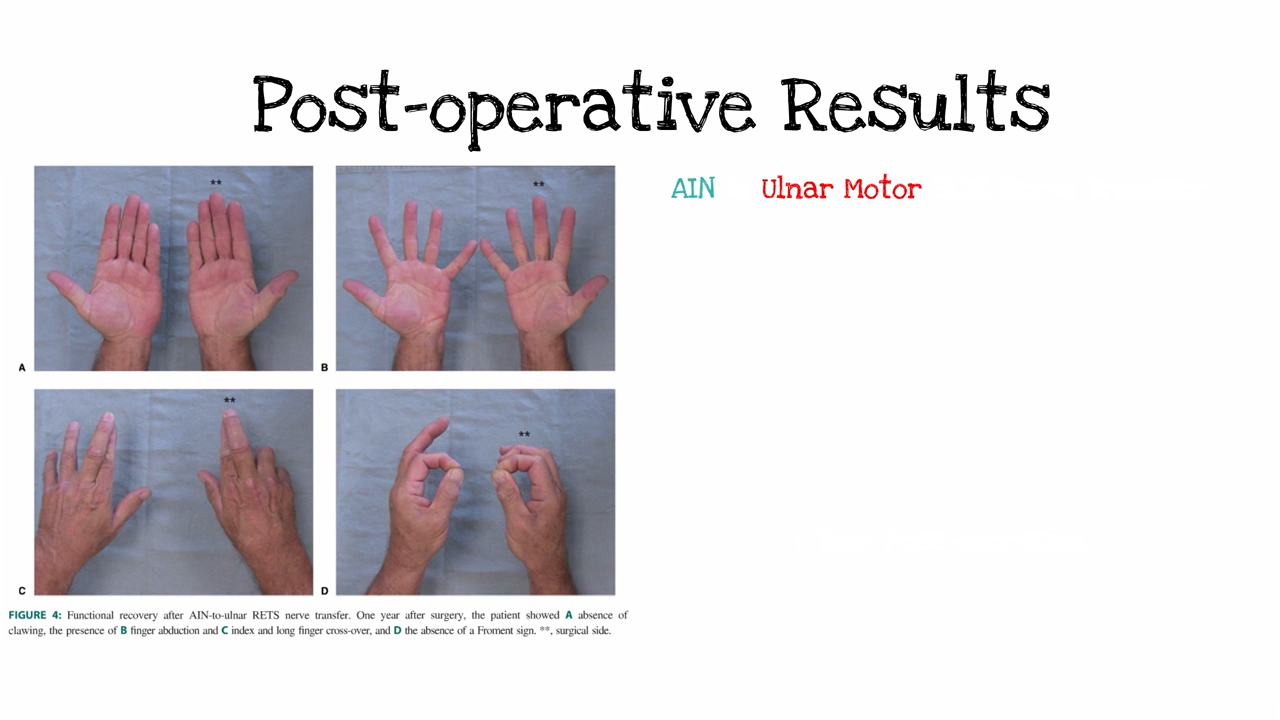 Post-operative Results
**
**
AIN Ulnar Motor
A
B
**
**
C
D
FIGURE 4: Functional recovery after AIN-to-ulnar RETS nerve transfer. One year after surgery, the patient showed A absence of
clawing, the presence of B finger abduction and C index and long finger cross-over, and D the absence of a Froment sign. **, surgical side.